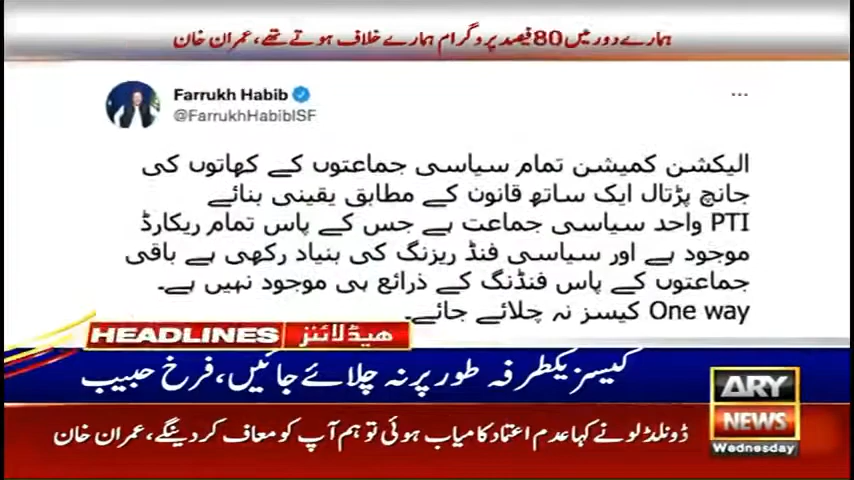 ہمارے دور میں 80 فیصد پروگرام ہمارے خلاف ہوتے تھے، عمران خان
Farrukh Habib
@FarrukhHabibISF
الیکشن کمیشن تمام سیاسی جماعتوں کے کھاتوں کی
جانچ پڑتال ایک ساتھ قانون کے مطابق یقینی بنائے
PTI واحد سیاسی جماعت ہے جس کے پاس تمام ریکارڈ
موجود ہے اور سیاسی فنڈ ریزنگ کی بنیاد رکھی ہے باقی
جماعتوں کے پاس فنڈنگ کے ذرائع ہی موجود نہیں ہے۔
One way کیسز نہ چلائے جائے۔
HEADLINES ھیڈلائنز
کیسز یکطرفہ طور پر نہ چلائے جائیں، فرخ حبیب
ARY
NEWS
Wednesday
ڈونلڈ لو نے کہا عدم اعتماد کامیاب ہوئی تو ہم آپ کو معاف کردینگے، عمران خان